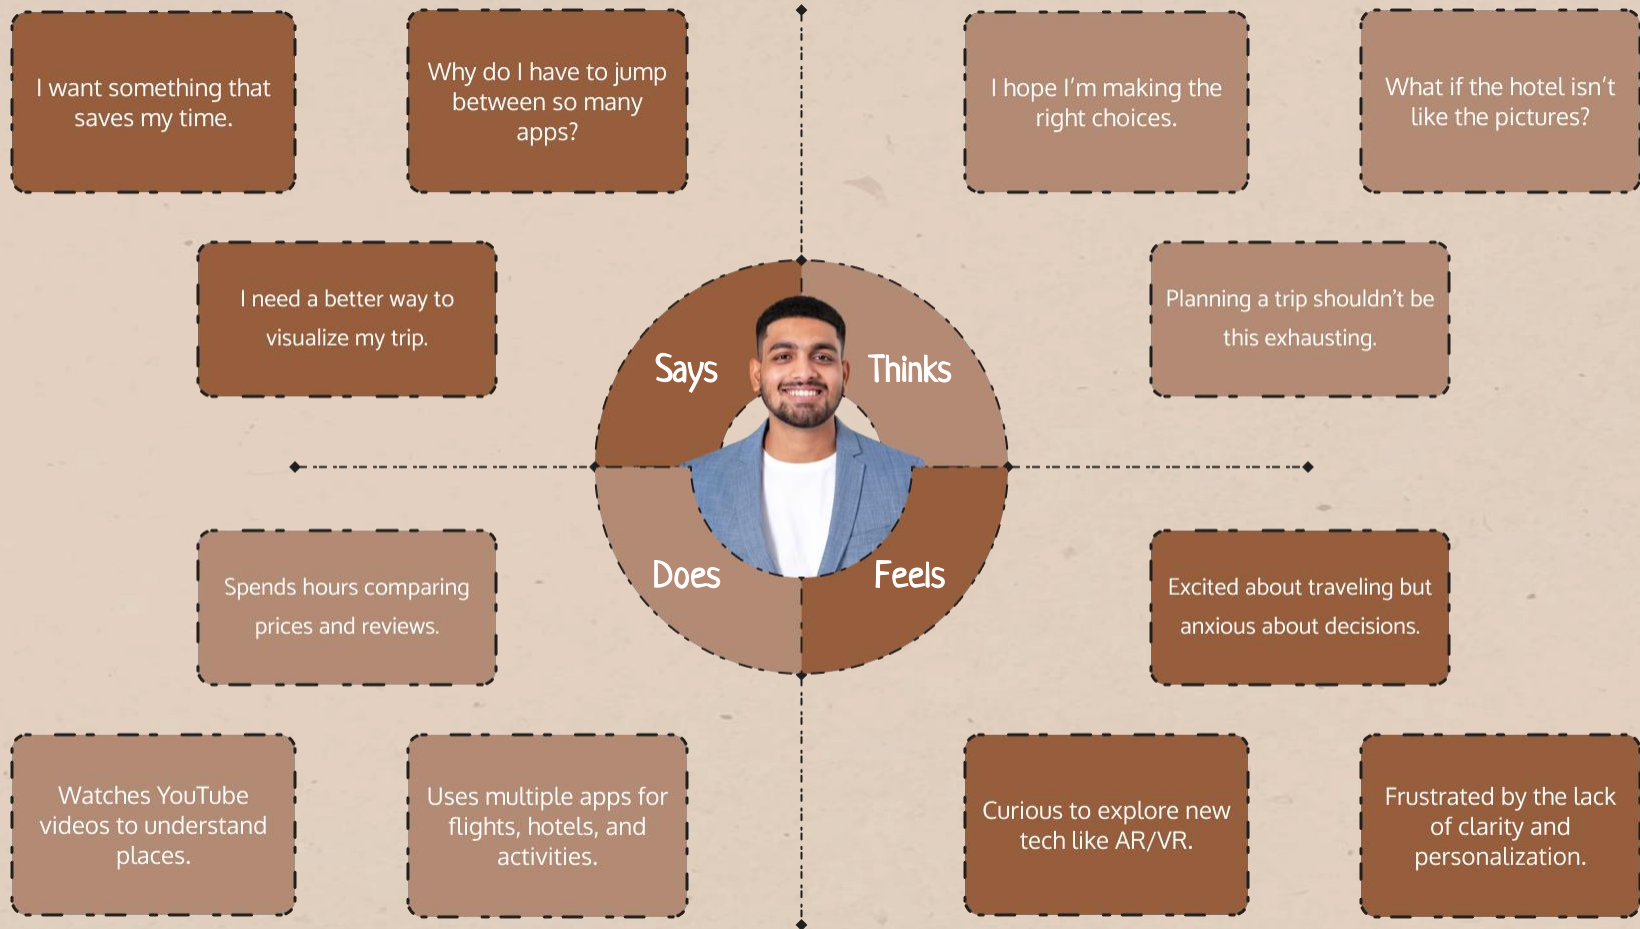 I want something that
saves my time.
Why do I have to jump
between so many
apps?
I need a better way to
visualize my trip.
Says
I hope I’m making the
right choices.
What if the hotel isn’t
like the pictures?
Planning a trip shouldn’t be
this exhausting.
Thinks
Does
Spends hours comparing
prices and reviews.
Watches YouTube
videos to understand
places.
Uses multiple apps for
flights, hotels, and
activities.
Feels
Excited about traveling but
anxious about decisions.
Curious to explore new
tech like AR/VR.
Frustrated by the lack
of clarity and
personalization.